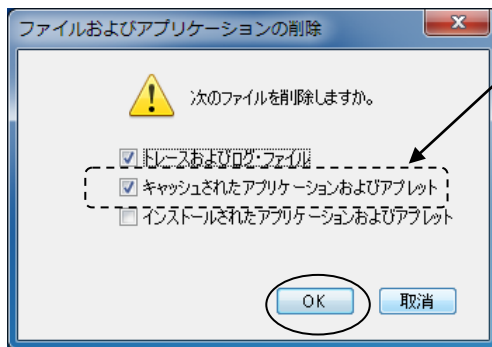 ファイルおよびアプリケーションの削除
次のファイルを削除しますか。
トレースおよびログ・ファイル
キャッシュされたアプリケーションおよびアプレット
インストールされたアプリケーションおよびアプレット
OK 取消